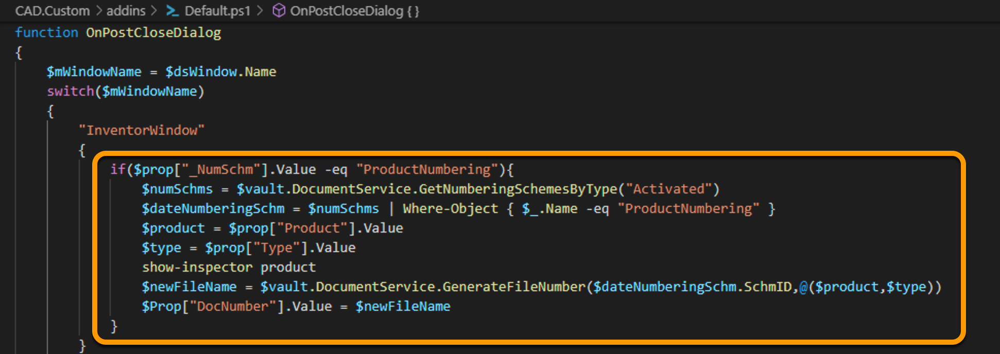 CAD.Custom > addins > Default.ps1 > OnPostCloseDialog { }
function OnPostCloseDialog
{
$mWindowName = $dsWindow.Name
switch($mWindowName)
{
"InventorWindow"
{
if($prop["_NumSchm"].Value -eq "ProductNumbering"){
$numSchms = $vault.DocumentService.GetNumberingSchemesByType("Activated")
$dateNumberingSchm = $numSchms | Where-Object { $_.Name -eq "ProductNumbering" }
$product = $prop["Product"].Value
$type = $prop["Type"].Value
show-inspector product
$newFileName = $vault.DocumentService.GenerateFileNumber($dateNumberingSchm.SchmID,@($product,$type))
$Prop["DocNumber"].Value = $newFileName
}
}